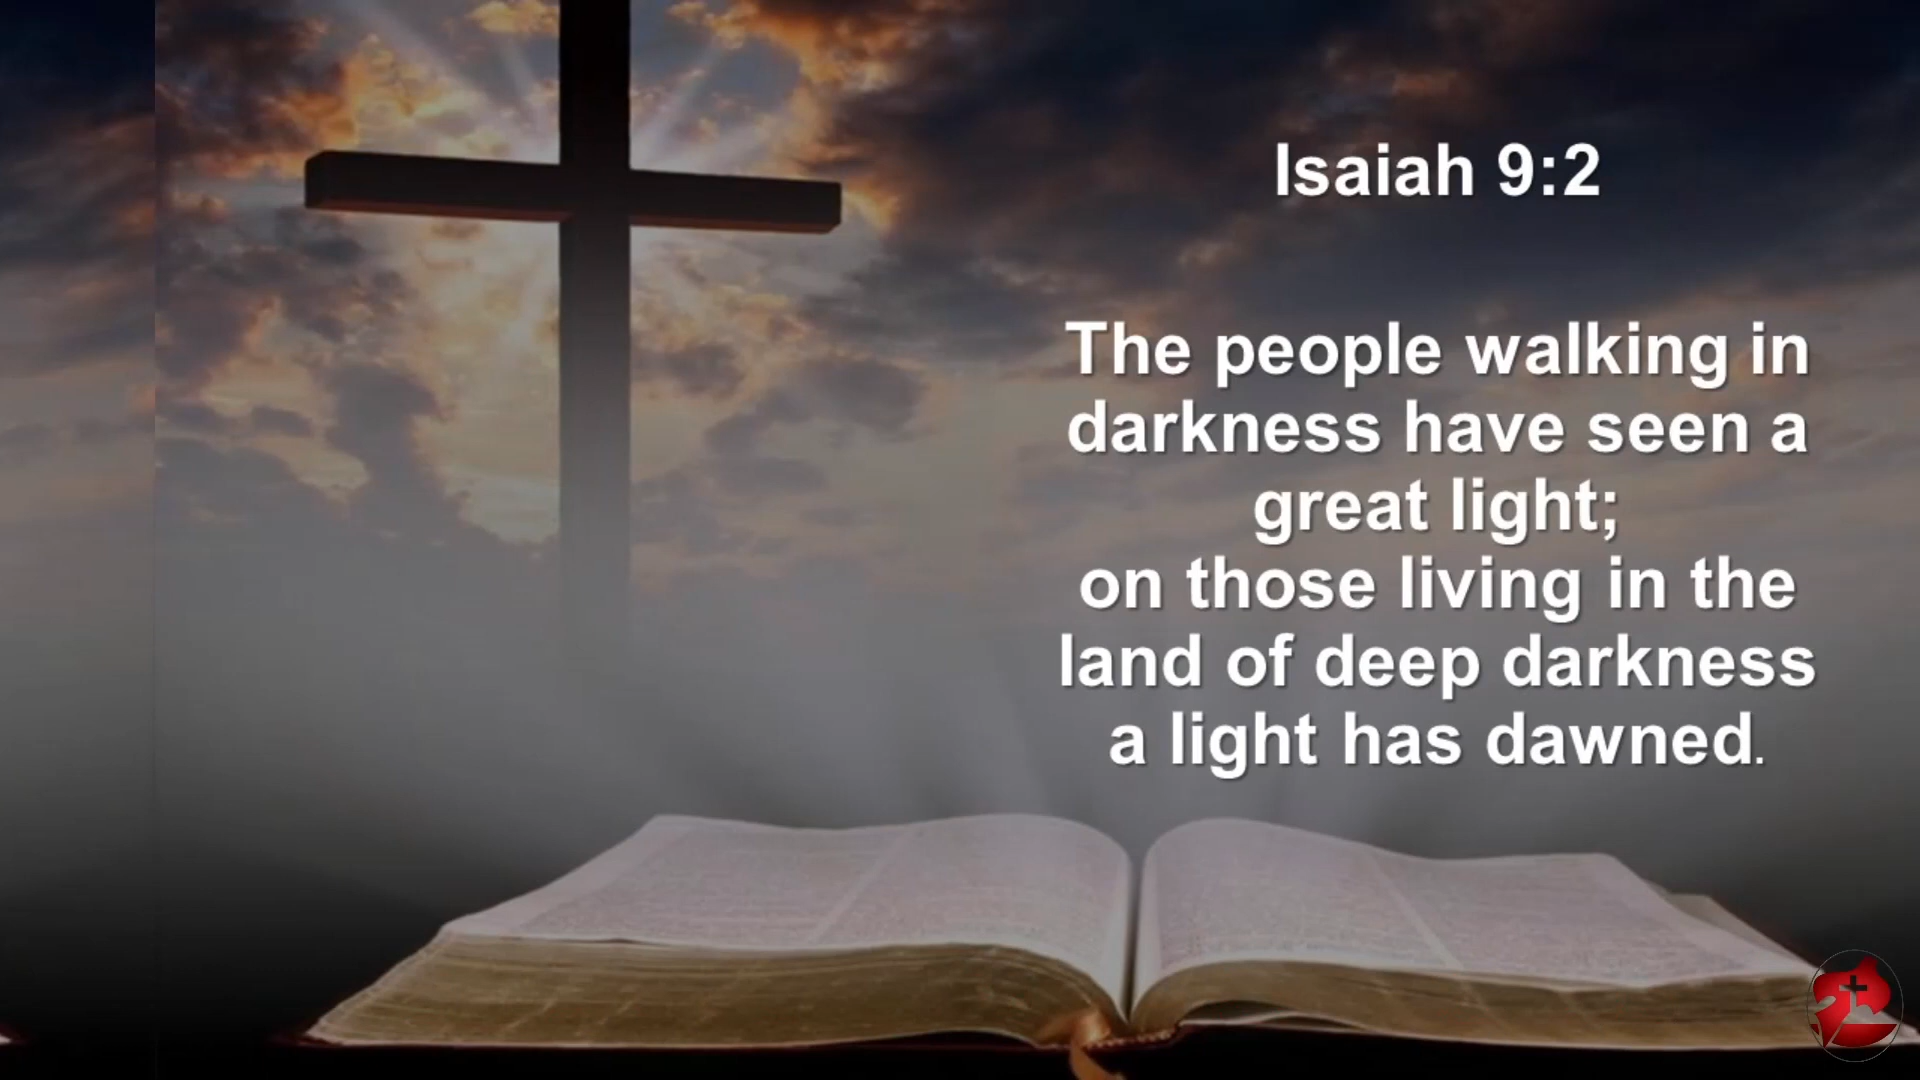 Isaiah 9:2
The people walking in
darkness have seen a
great light;
on those living in the
land of deep darkness
a light has dawned.